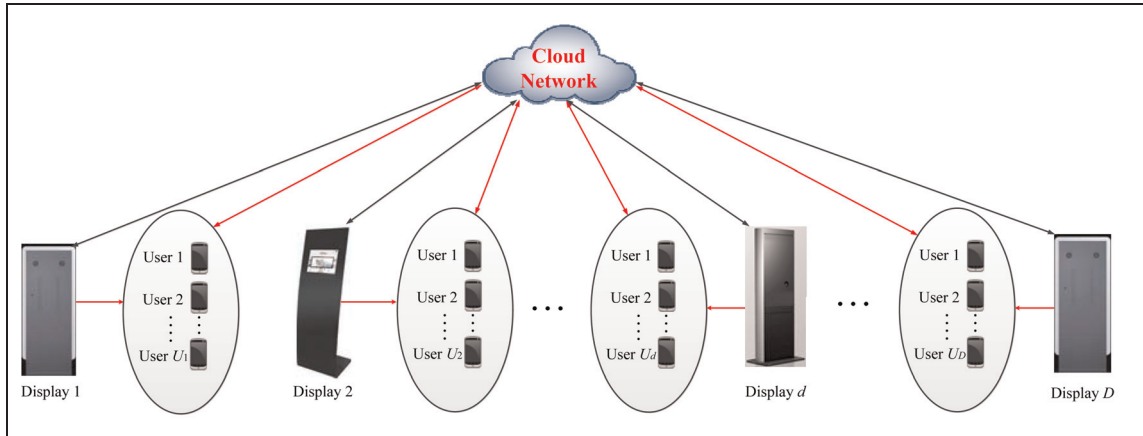 Cloud
Network
User 1
User 2
User U1
Display 1
Display 2
User 1
User 2
User U2
...
User 1
User 2
User Ud
Display d
...
User 1
User 2
User UD
Display D